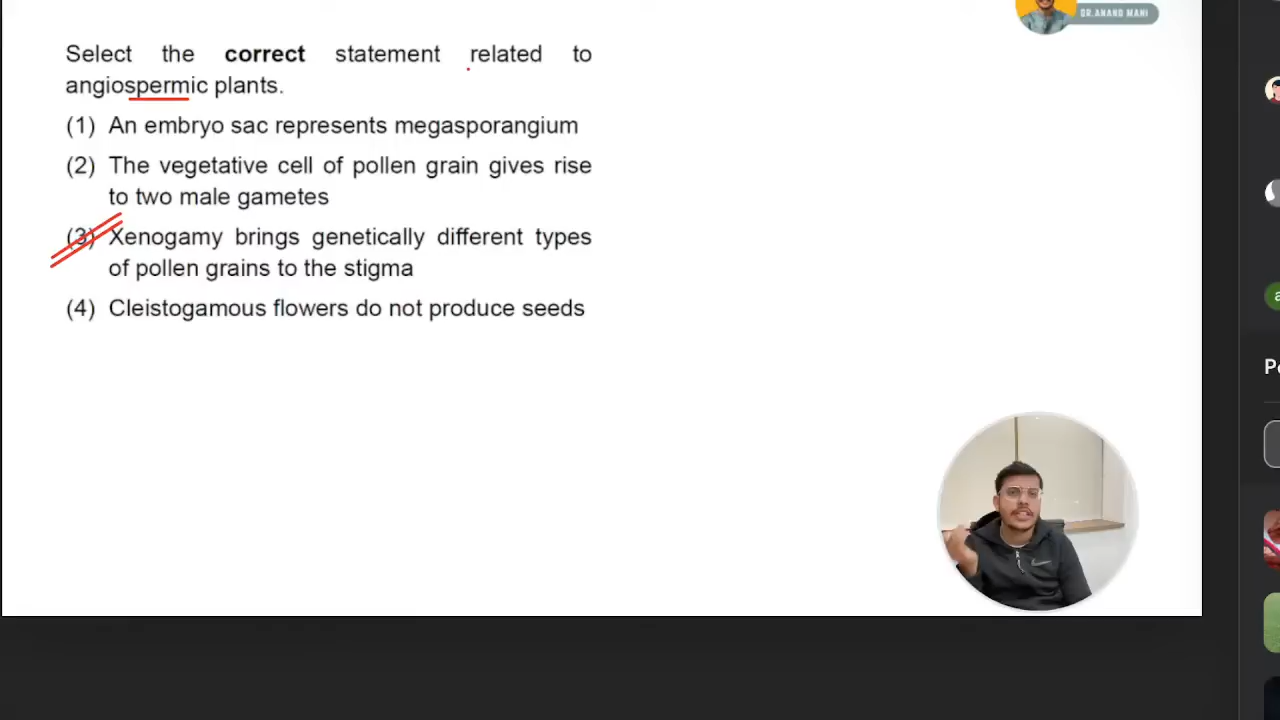 DR.ANAND MANI
Select the correct statement related to
angiospermic plants.
(1) An embryo sac represents megasporangium
(2) The vegetative cell of pollen grain gives rise
to two male gametes
(3) Xenogamy brings genetically different types
of pollen grains to the stigma
(4) Cleistogamous flowers do not produce seeds